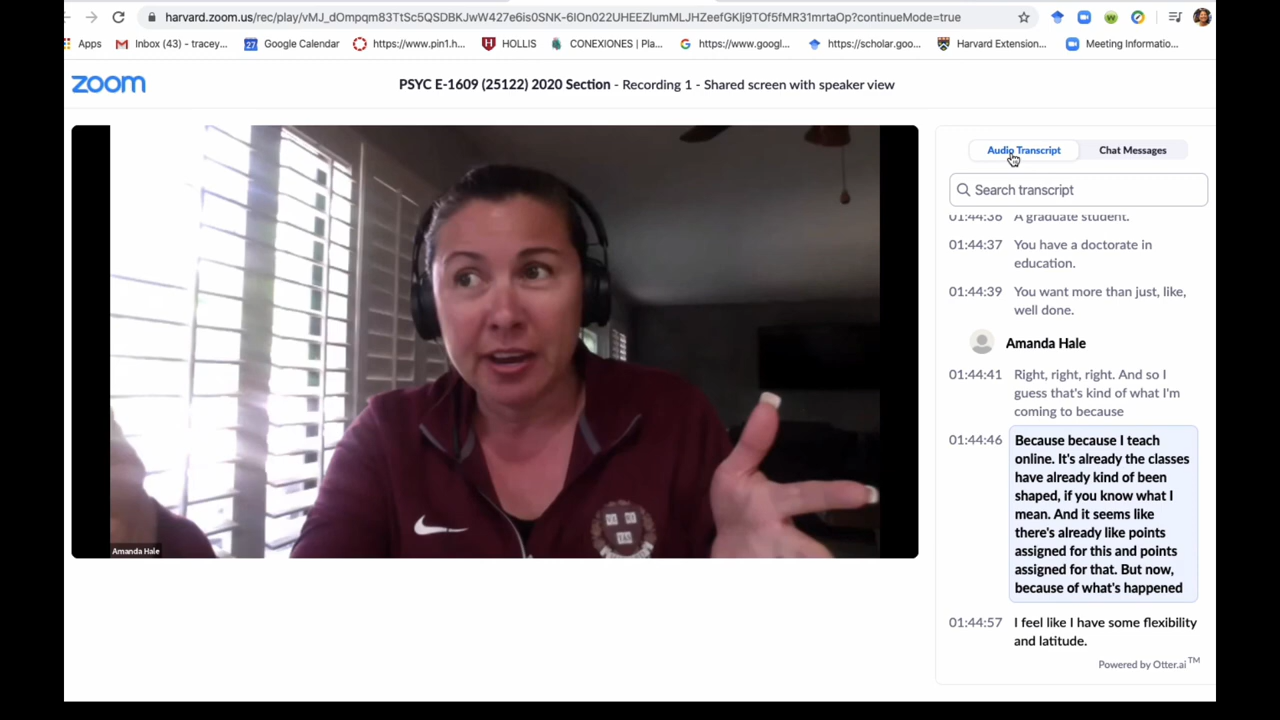 harvard.zoom.us/rec/play/vMJ_dOmpqm83TtSc5QSDBKJwW427e6is0SNK-6IOn022UHEEZlumMLJHZeefGKlj9TOf5fMR31mrtaOp?continueMode=true
Apps Inbox (43) - tracey... Google Calendar https://www.pin1.h... HOLLIS CONEXIONES | Pla... https://www.googl... https://scholar.goo... Harvard Extension... Meeting Informatio...
zoom PSYC E-1609 (25122) 2020 Section - Recording 1 - Shared screen with speaker view
Audio Transcript Chat Messages
Search transcript
01:44:36 A graduate student.
01:44:37 You have a doctorate in
education.
01:44:39 You want more than just, like,
well done.
Amanda Hale
01:44:41 Right, right, right. And so I
guess that's kind of what I'm
coming to because
01:44:46 Because because I teach
online. It's already the classes
have already kind of been
shaped, if you know what I
mean. And it seems like
there's already like points
assigned for this and points
assigned for that. But now,
because of what's happened
01:44:57 I feel like I have some flexibility
and latitude.
Powered by Otter.ai™
VE RI
TAS
Amanda Hale